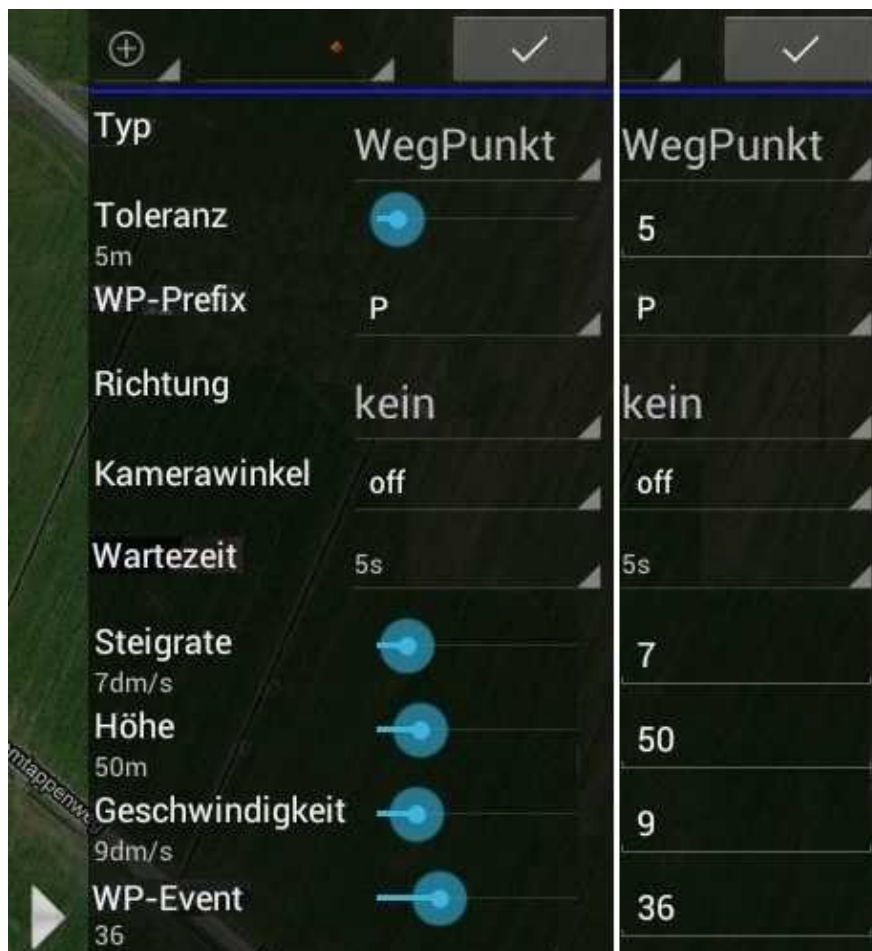 Typ
WegPunkt
WegPunkt
Toleranz
5m
5
WP-Prefix
P
P
Richtung
kein
kein
Kamerawinkel
off
off
Wartezeit
5s
5s
Steigrate
7dm/s
7
Höhe
50m
50
Geschwindigkeit
9dm/s
9
WP-Event
36
36